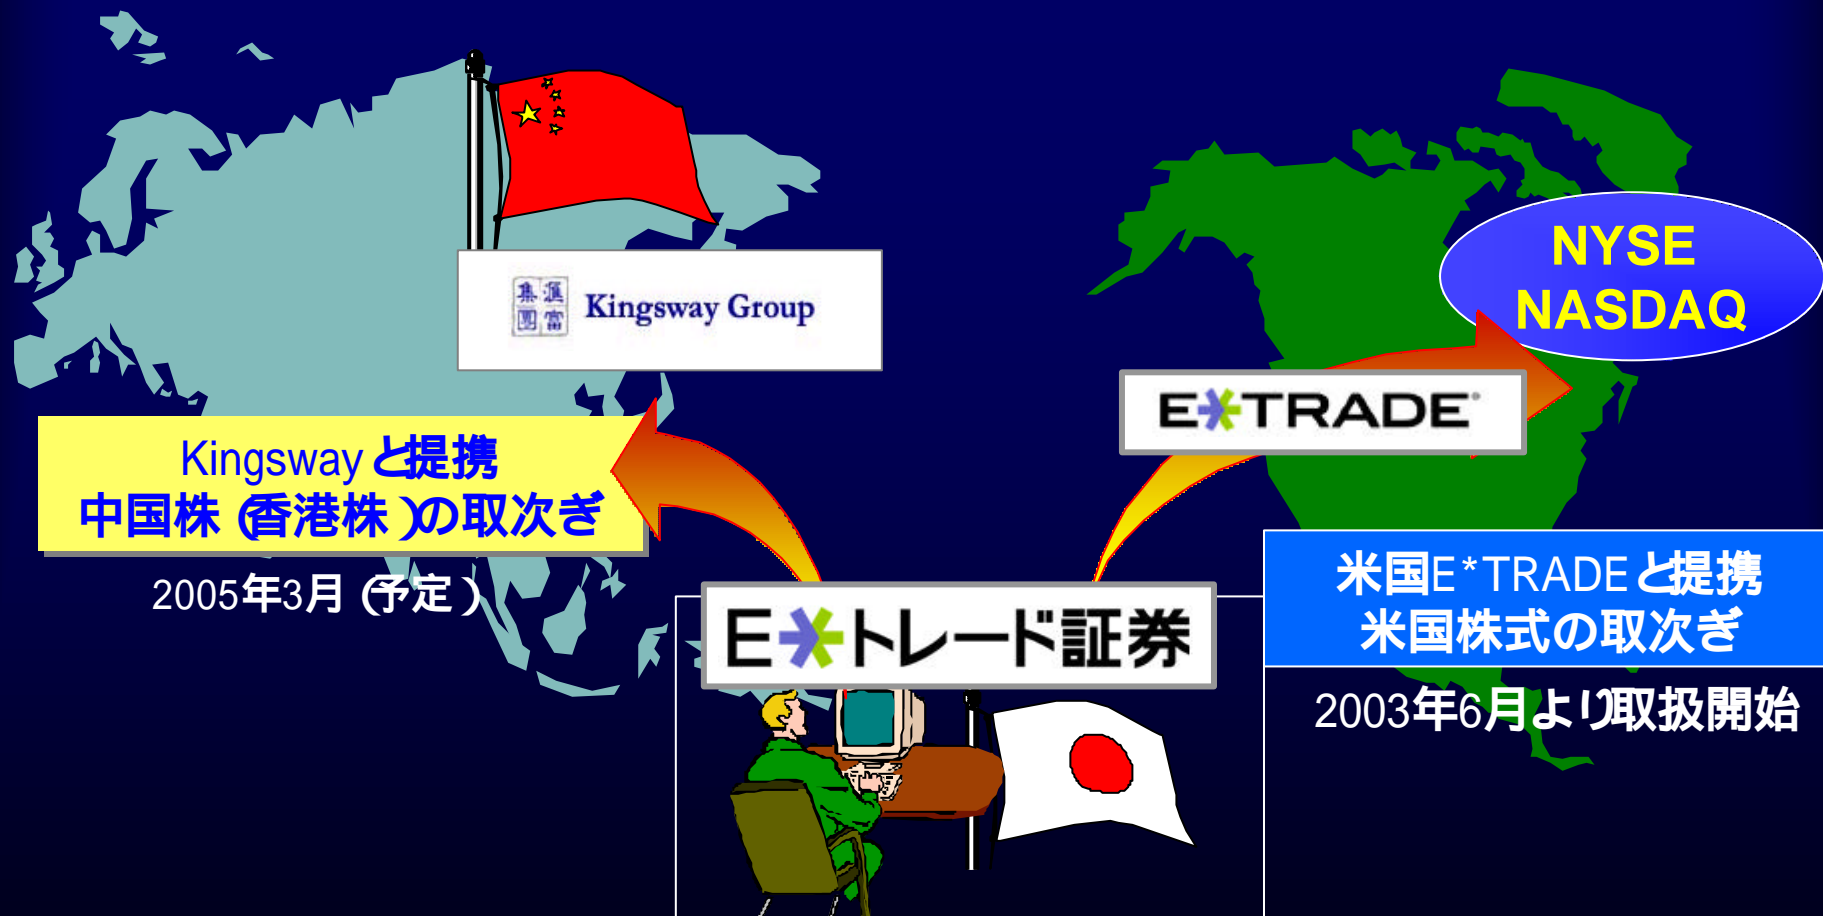 滙富
集團
Kingsway Group
NYSE
NASDAQ
E*TRADE
Kingswayと提携
中国株(香港株)の取次ぎ
2005年3月(予定)
E*トレード証券
米国E*TRADEと提携
米国株式の取次ぎ
2003年6月より取扱開始